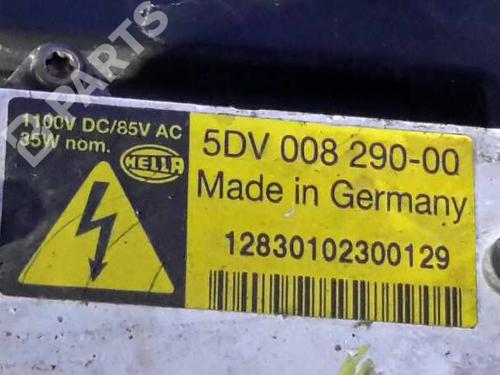 1100V DC/85V AC
35W nom.
HELLA
5DV 008 290-00
Made in Germany
12830102300129
B-PARTS